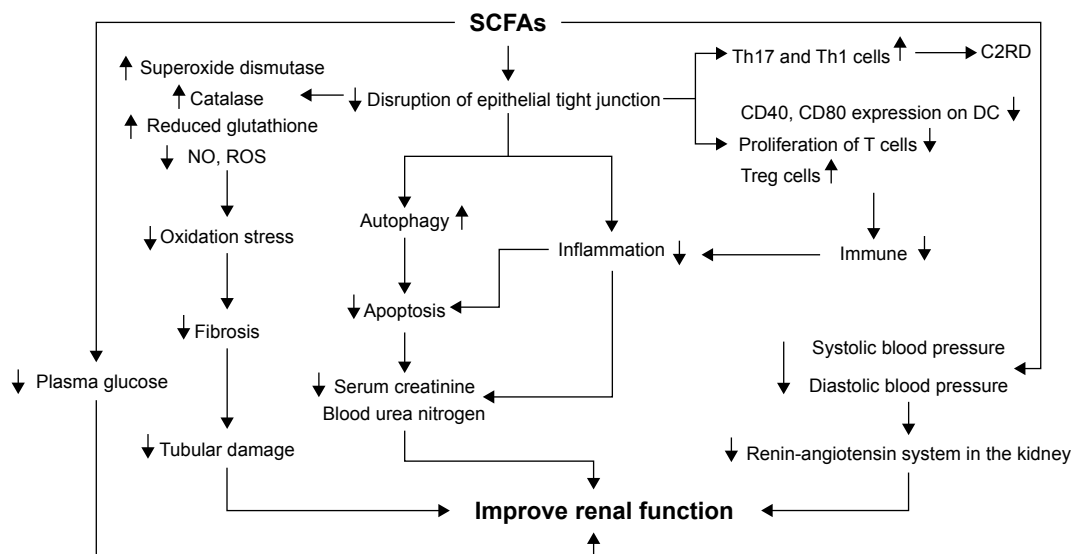 SCFAs
Superoxide dismutase
Catalase
Reduced glutathione
NO, ROS
Disruption of epithelial tight junction
Th17 and Th1 cells
C2RD
CD40, CD80 expression on DC
Proliferation of T cells
Treg cells
Oxidation stress
Autophagy
Inflammation
Immune
Fibrosis
Apoptosis
Plasma glucose
Serum creatinine
Blood urea nitrogen
Systolic blood pressure
Diastolic blood pressure
Tubular damage
Renin-angiotensin system in the kidney
Improve renal function